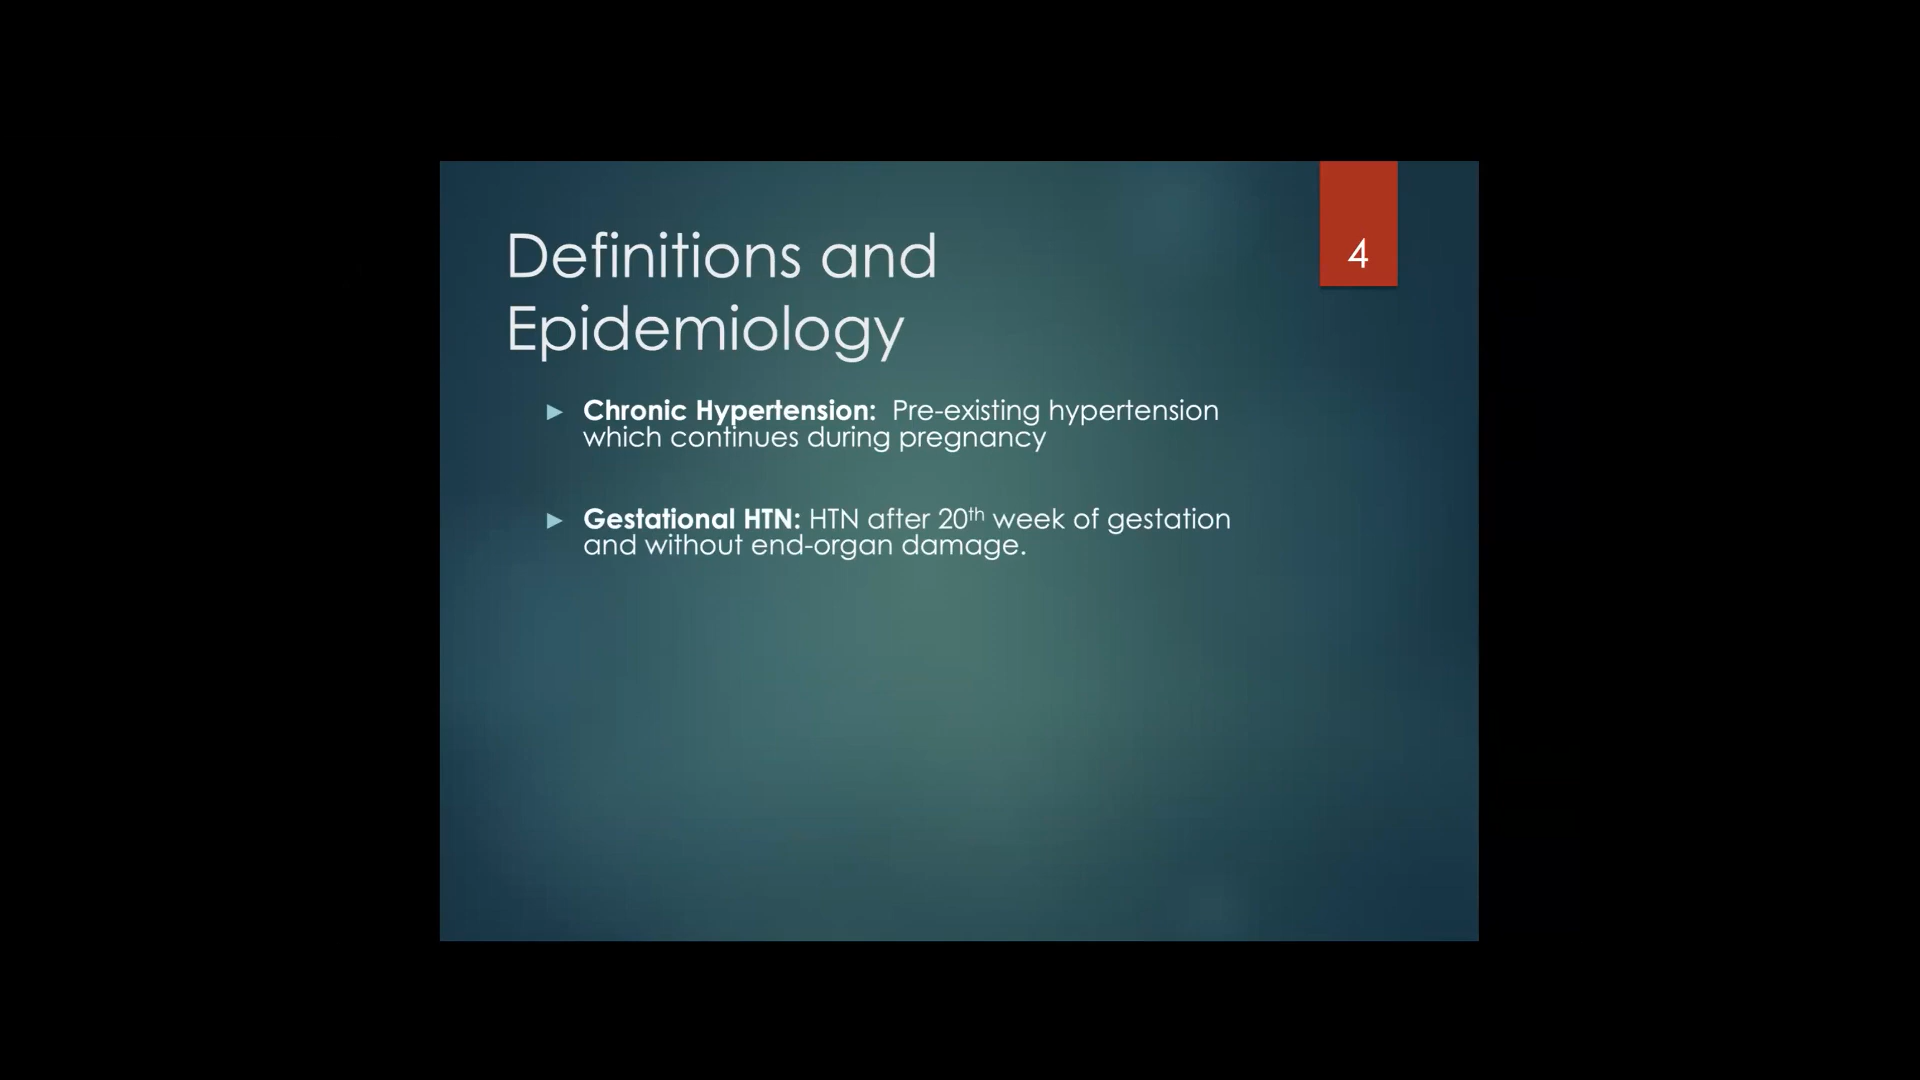 Definitions and
Epidemiology
4
► Chronic Hypertension: Pre-existing hypertension
which continues during pregnancy
► Gestational HTN: HTN after 20th week of gestation
and without end-organ damage.